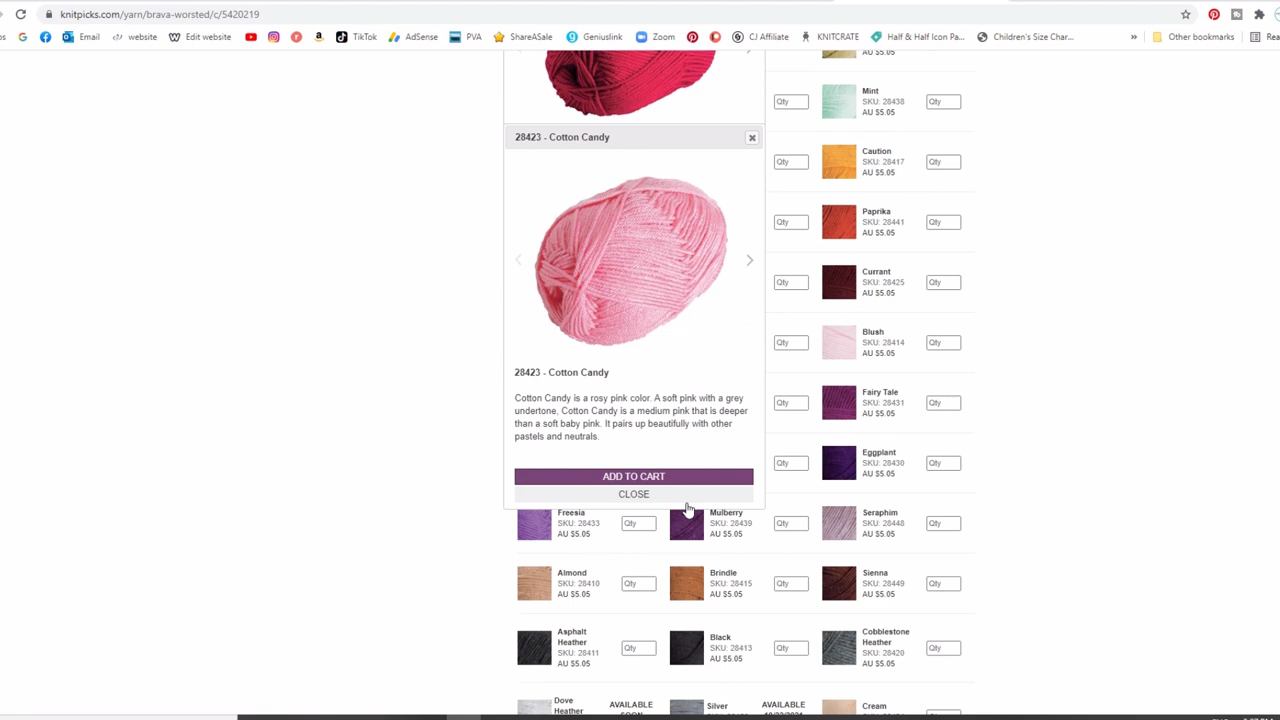 knitpicks.com/yarn/brava-worsted/c/5420219
Email
website
Edit website
TikTok
AdSense
PVA
ShareASale
Geniuslink
Zoom
CJ Affiliate
KNITCRATE
Half & Half Icon Pa...
Children's Size Char...
»
Other bookmarks
Rea
AU $5.05
Qty
Mint
SKU: 28438
AU $5.05
Qty
28423 - Cotton Candy
Qty
Caution
SKU: 28417
AU $5.05
Qty
Qty
Paprika
SKU: 28441
AU $5.05
Qty
Qty
Currant
SKU: 28425
AU $5.05
Qty
Qty
Blush
SKU: 28414
AU $5.05
Qty
28423 - Cotton Candy
Cotton Candy is a rosy pink color. A soft pink with a grey
undertone, Cotton Candy is a medium pink that is deeper
than a soft baby pink. It pairs up beautifully with other
pastels and neutrals.
Qty
Fairy Tale
SKU: 28431
AU $5.05
Qty
Qty
Eggplant
SKU: 28430
AU $5.05
Qty
ADD TO CART
CLOSE
Freesia
SKU: 28433
AU $5.05
Qty
Mulberry
SKU: 28439
AU $5.05
Qty
Seraphim
SKU: 28448
AU $5.05
Qty
Almond
SKU: 28410
AU $5.05
Qty
Brindle
SKU: 28415
AU $5.05
Qty
Sienna
SKU: 28449
AU $5.05
Qty
Asphalt
Heather
SKU: 28411
AU $5.05
Qty
Black
SKU: 28413
AU $5.05
Qty
Cobblestone
Heather
SKU: 28420
AU $5.05
Qty
Dove
Heather
AVAILABLE
SOON
Silver
AVAILABLE
Cream